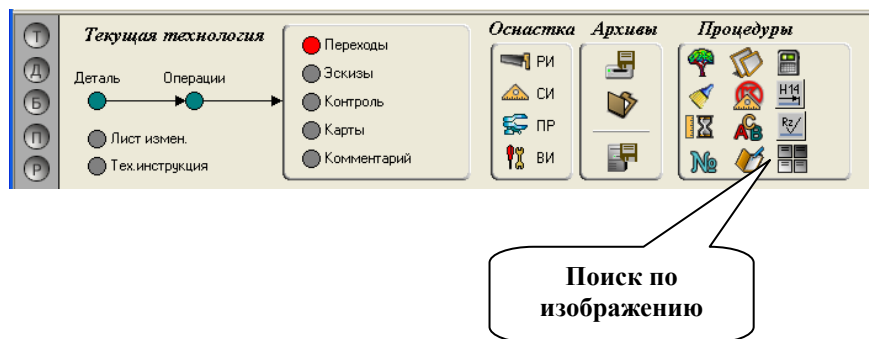 Т
Д
Б
П
Р
Текущая технология
Деталь
Операции
Лист измен.
Тех.инструкция
Переходы
Эскизы
Контроль
Карты
Комментарий
Оснастка
РИ
СИ
ПР
ВИ
Архивы
Процедуры
H14
A C B
Rz
№
Поиск по
изображению